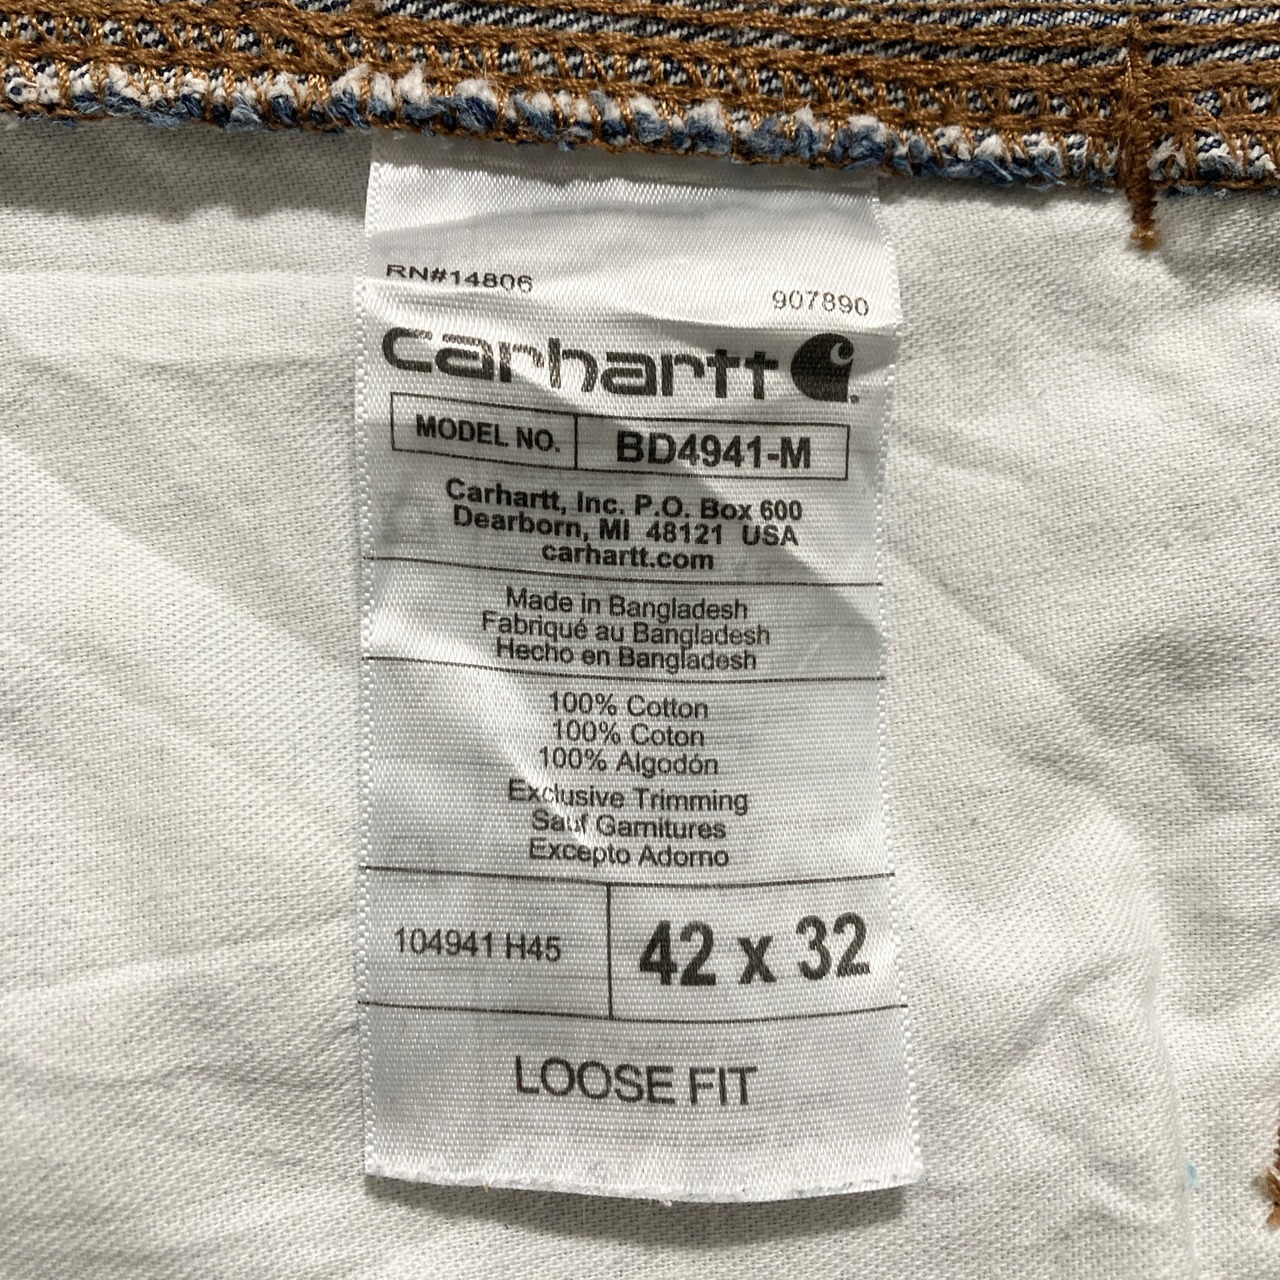 RN#14806
907890
carhartt
MODEL NO. BD4941-M
Carhartt, Inc. P.O. Box 600
Dearborn, MI 48121 USA
carhartt.com
Made in Bangladesh
Fabriqué au Bangladesh
Hecho en Bangladesh
100% Cotton
100% Coton
100% Algodón
Exclusive Trimming
Sauf Garnitures
Excepto Adorno
104941 H45 42 x 32
LOOSE FIT